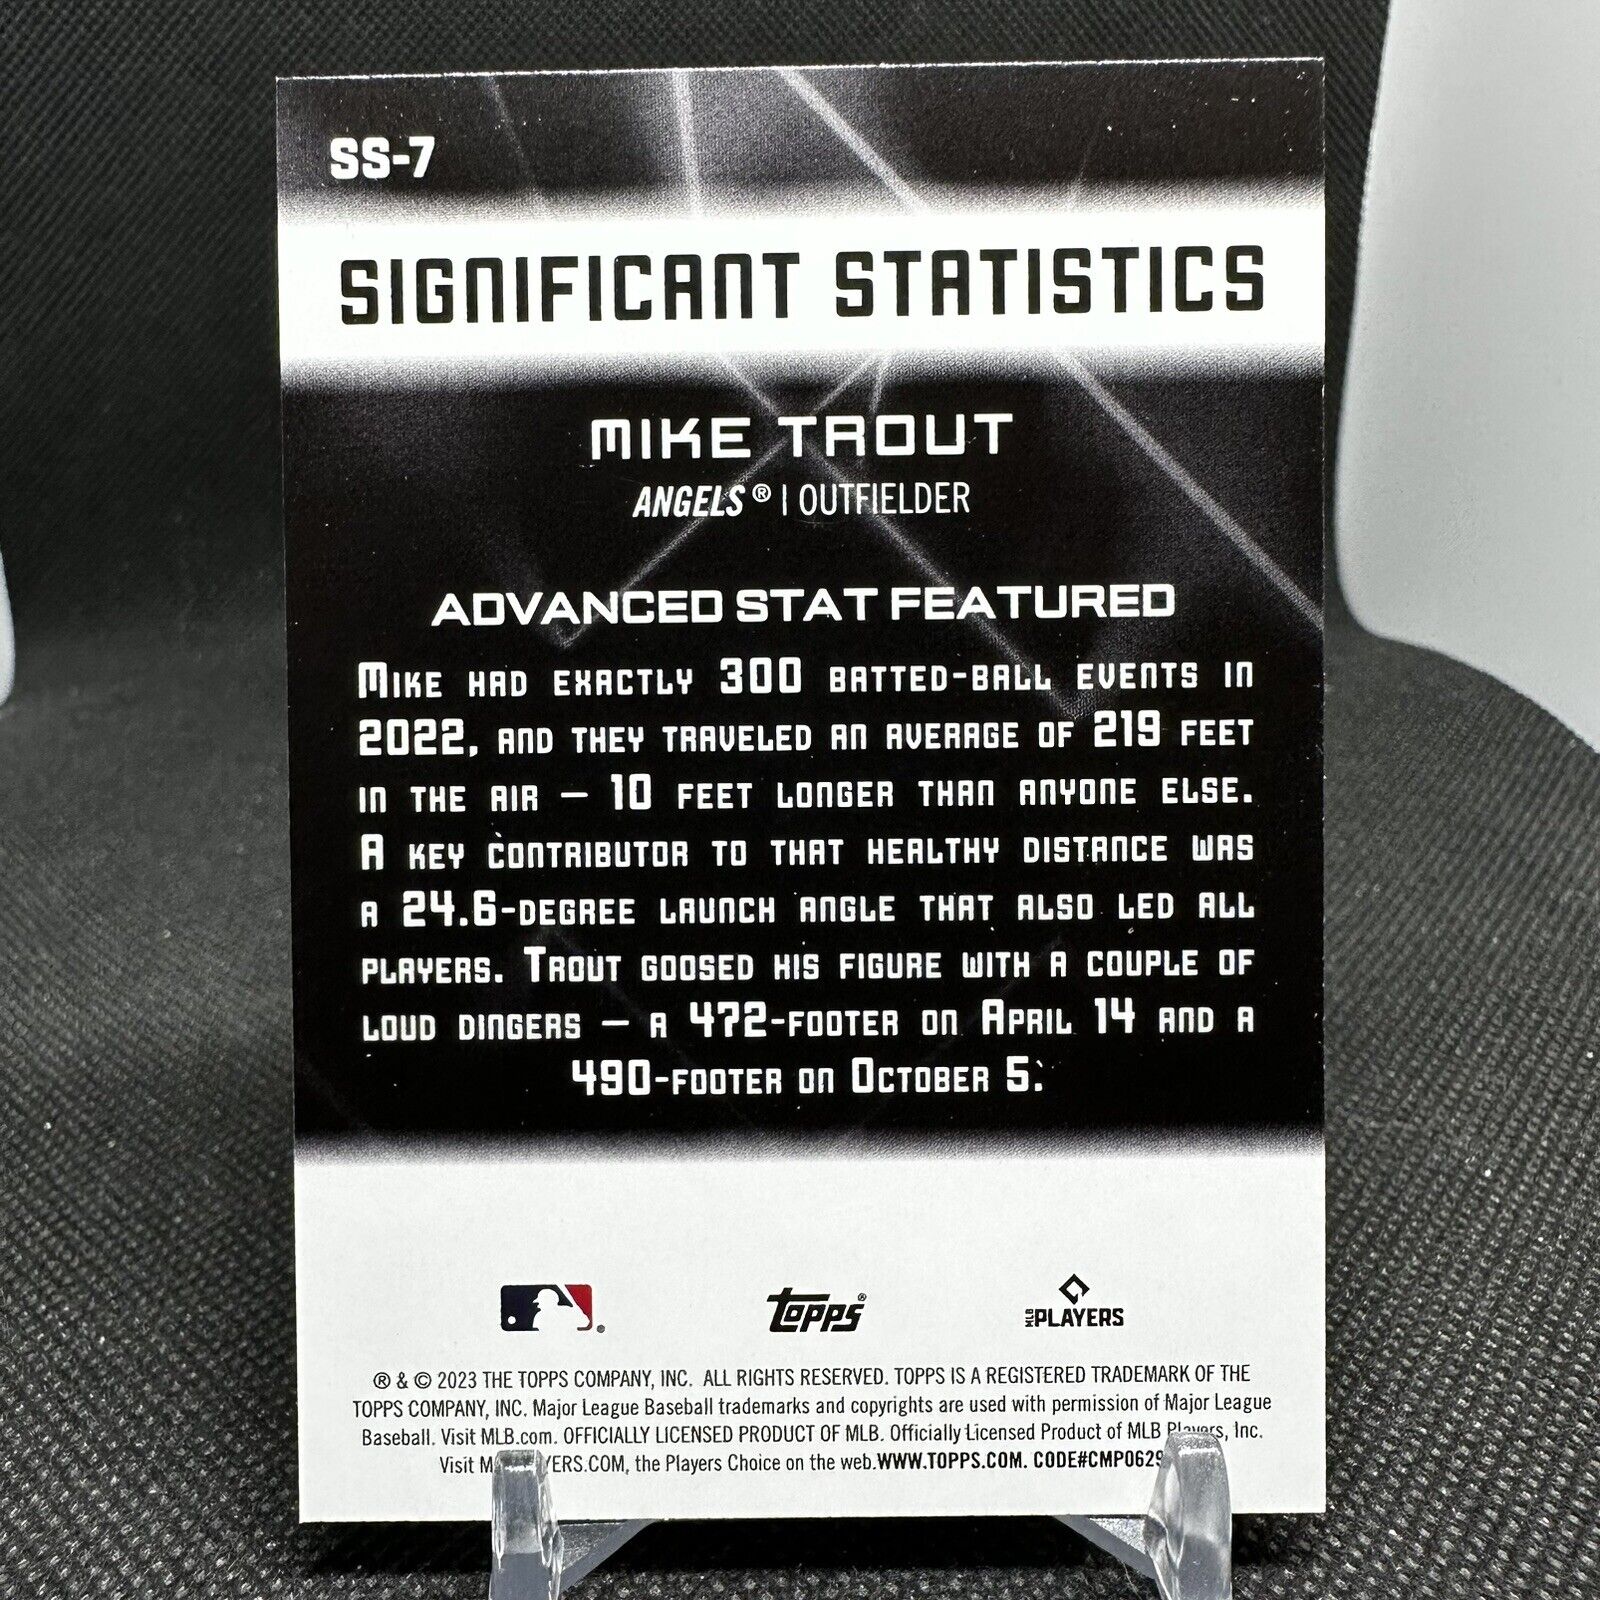 SS-7
SIGNIFICANT STATISTICS
MIKE TROUT
ANGELS® | OUTFIELDER
ADVANCED STAT FEATURED
MIKE HAD EXACTLY 300 BATTED-BALL EVENTS IN
2022, AND THEY TRAVELED AN AVERAGE OF 219 FEET
IN THE AIR — 10 FEET LONGER THAN ANYONE ELSE.
A KEY CONTRIBUTOR TO THAT HEALTHY DISTANCE WAS
A 24.6-DEGREE LAUNCH ANGLE THAT ALSO LED ALL
PLAYERS. TROUT GOOSED HIS FIGURE WITH A COUPLE OF
LOUD DINGERS — A 472-FOOTER ON APRIL 14 AND A
490-FOOTER ON OCTOBER 5.
topps®
MLB PLAYERS
® & © 2023 THE TOPPS COMPANY, INC. ALL RIGHTS RESERVED. TOPPS IS A REGISTERED TRADEMARK OF THE
TOPPS COMPANY, INC. Major League Baseball trademarks and copyrights are used with permission of Major League
Baseball. Visit MLB.com. OFFICIALLY LICENSED PRODUCT OF MLB. Officially Licensed Product of MLB Players, Inc.
Visit the Players Choice on the web.WWW.TOPPS.COM. CODE#CMP0629